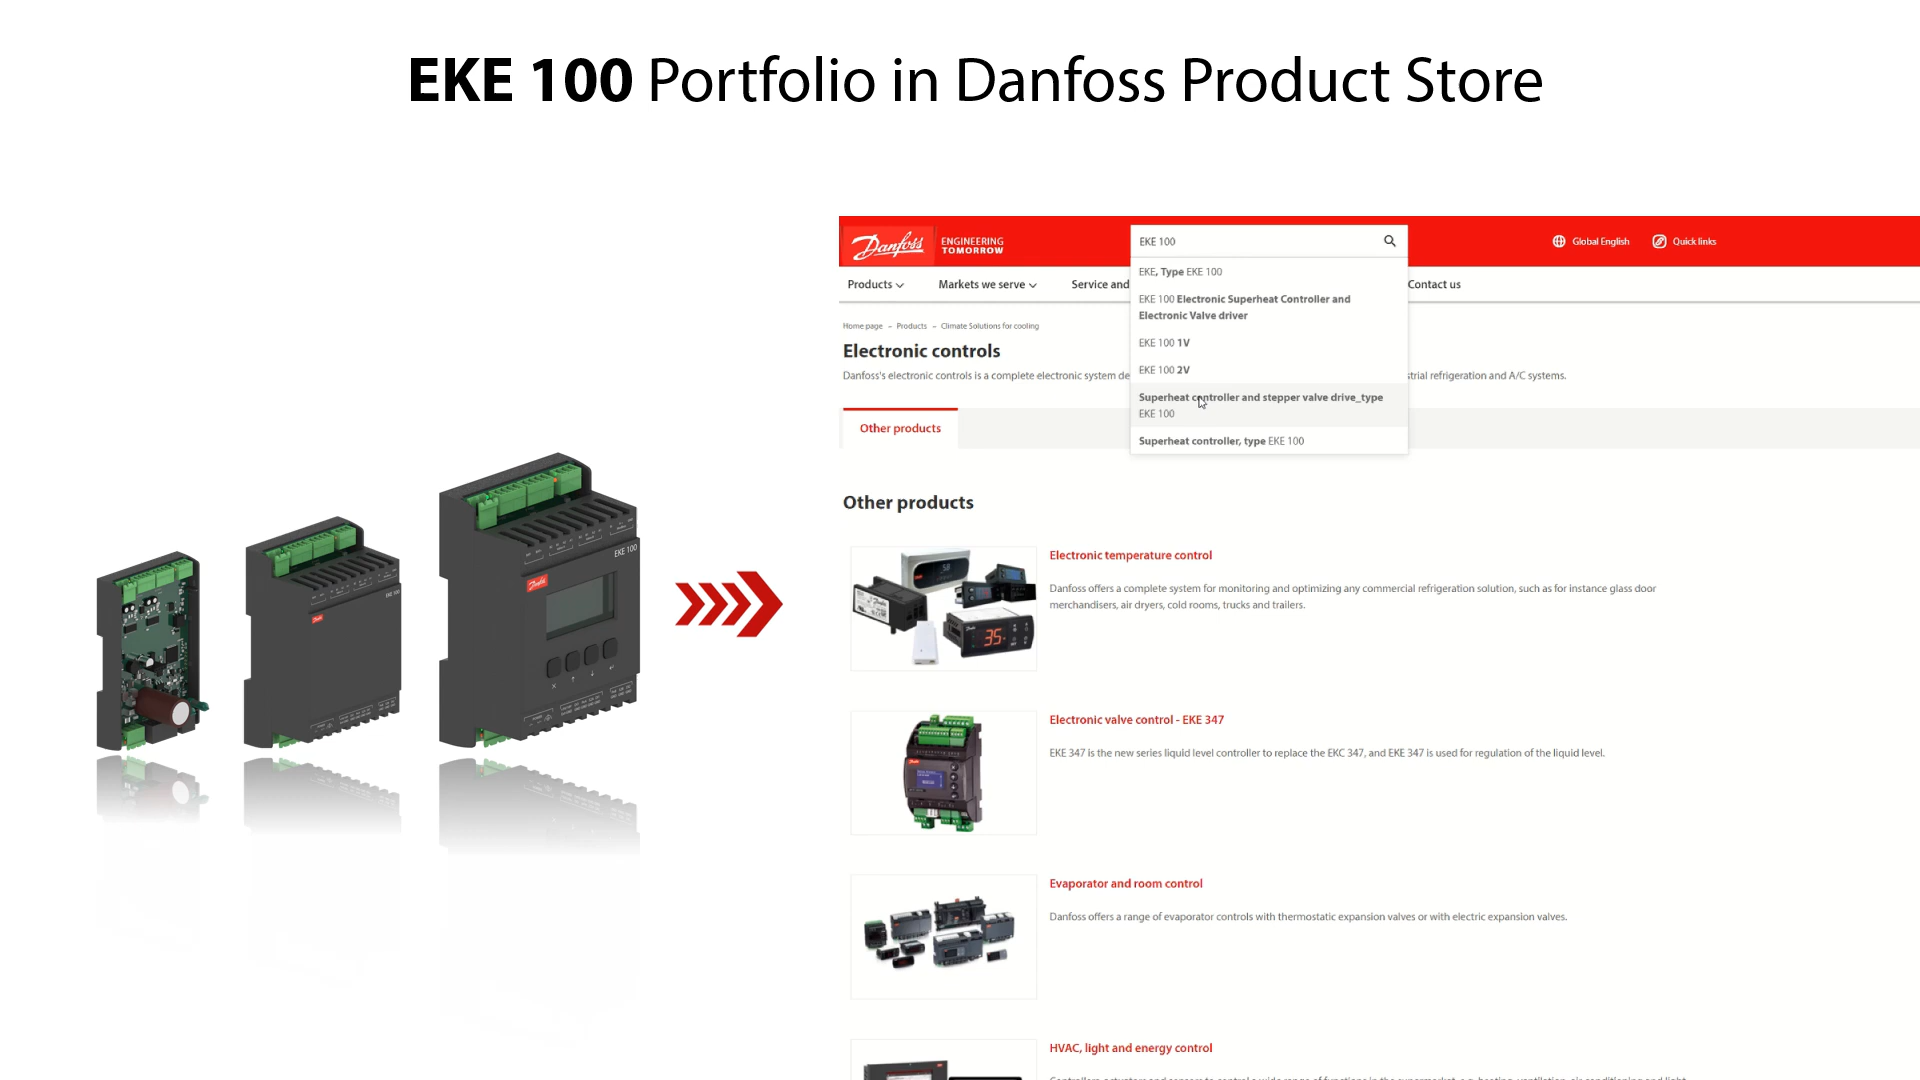 EKE 100 Portfolio in Danfoss Product Store
Danfoss
ENGINEERING
TOMORROW
EKE 100
Global English
Quick links
Products
Markets we serve
Service and
Contact us
EKE, Type EKE 100
EKE 100 Electronic Superheat Controller and
Electronic Valve driver
EKE 100 1V
EKE 100 2V
Superheat controller and stepper valve drive_type
EKE 100
Superheat controller, type EKE 100
Home page – Products – Climate Solutions for cooling
Electronic controls
Danfoss's electronic controls is a complete electronic system de
strial refrigeration and A/C systems.
Other products
Other products
Electronic temperature control
Danfoss offers a complete system for monitoring and optimizing any commercial refrigeration solution, such as for instance glass door
merchandisers, air dryers, cold rooms, trucks and trailers.
Electronic valve control - EKE 347
EKE 347 is the new series liquid level controller to replace the EKC 347, and EKE 347 is used for regulation of the liquid level.
Evaporator and room control
Danfoss offers a range of evaporator controls with thermostatic expansion valves or with electric expansion valves.
HVAC, light and energy control
EKE 100
Danfoss
EKE 100
Danfoss